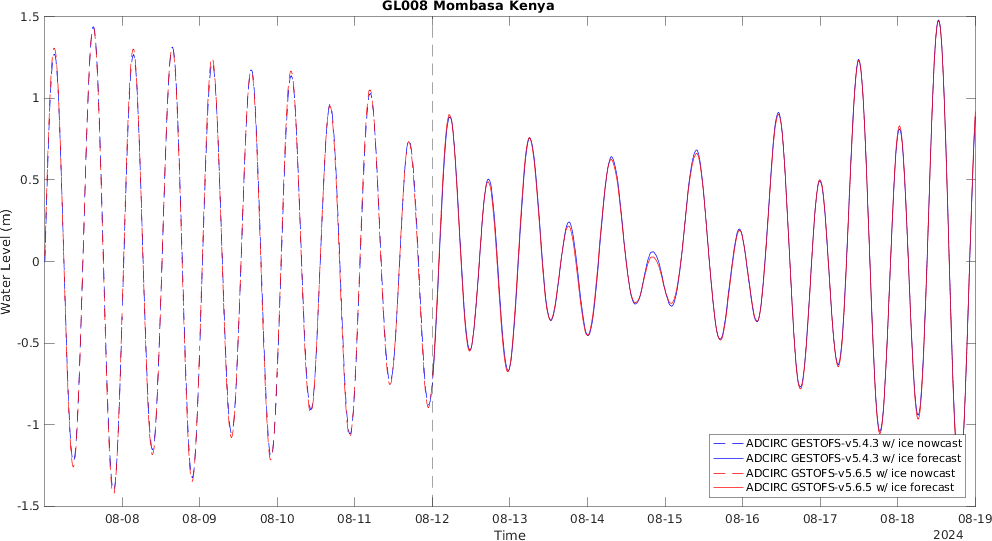 GL008 Mombasa Kenya
1.5
1
0.5
0
-0.5
-1
-1.5
Water Level (m)
08-08 08-09 08-10 08-11 08-12 08-13 08-14 08-15 08-16 08-17 08-18 08-19
Time
2024
ADCIRC GESTOFS-v5.4.3 w/ ice nowcast
ADCIRC GESTOFS-v5.4.3 w/ ice forecast
ADCIRC GSTOFS-v5.6.5 w/ ice nowcast
ADCIRC GSTOFS-v5.6.5 w/ ice forecast